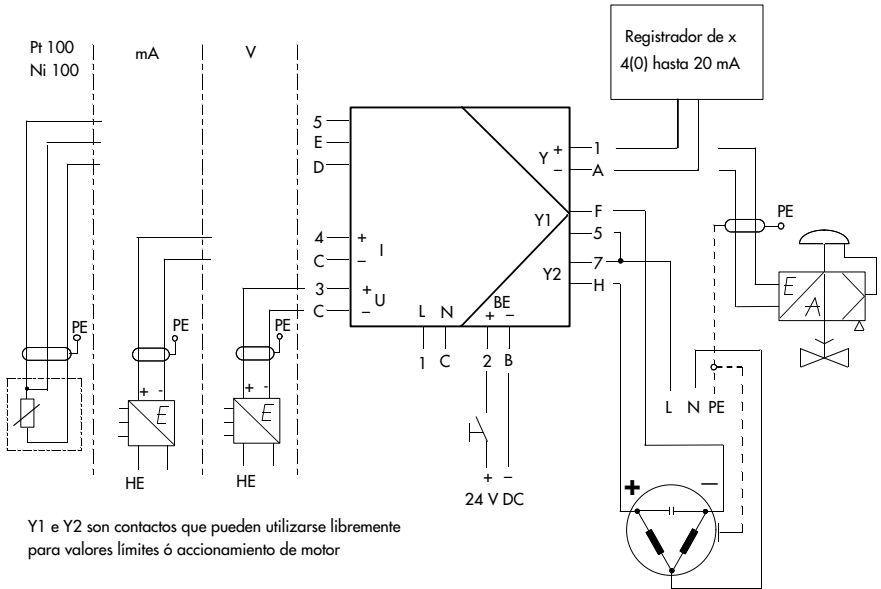 Pt 100
Ni 100
mA
V
Registrador de x
4(0) hasta 20 mA
5
E
D
4 +
C –
I
3 +
C –
U
L N
BE
+ –
1 C 2 B
Y + 1
– A
Y1
F
5
Y2
7
H
PE
PE
PE
PE
+ -
E
HE
+ -
E
HE
E
A
L N PE
+ –
24 V DC
+ –
Y1 e Y2 son contactos que pueden utilizarse libremente
para valores límites ó accionamiento de motor